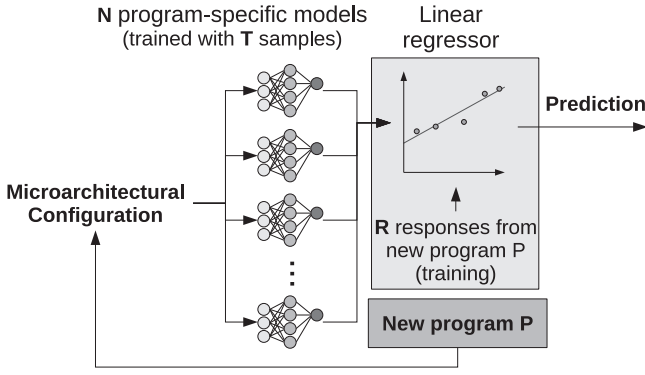 N program-specific models
(trained with T samples)
Linear
regressor
Prediction
Microarchitectural
Configuration
R responses from
new program P
(training)
New program P